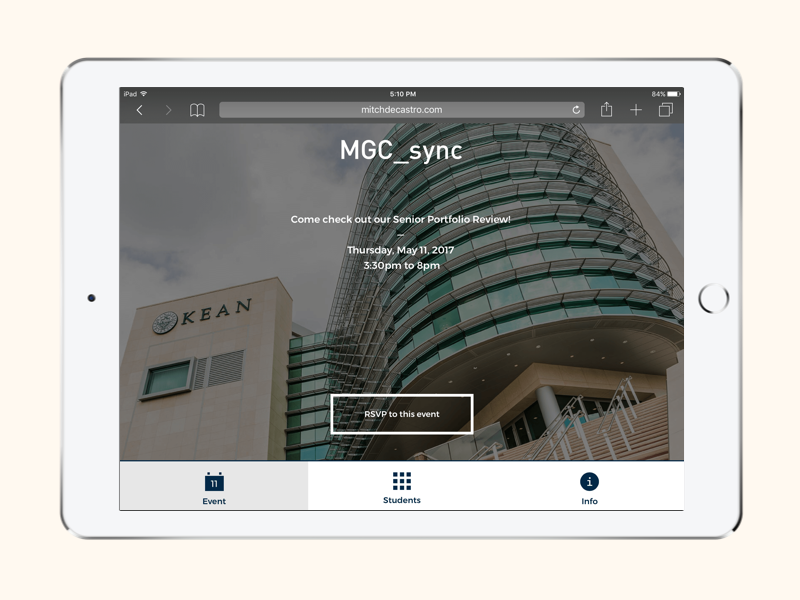 iPad
5:10 PM
84%
mitchdecastro.com
MGC_sync
Come check out our Senior Portfolio Review!
~
Thursday, May 11, 2017
3:30pm to 8pm
KEAN
RSVP to this event
11
Event
Students
i
Info